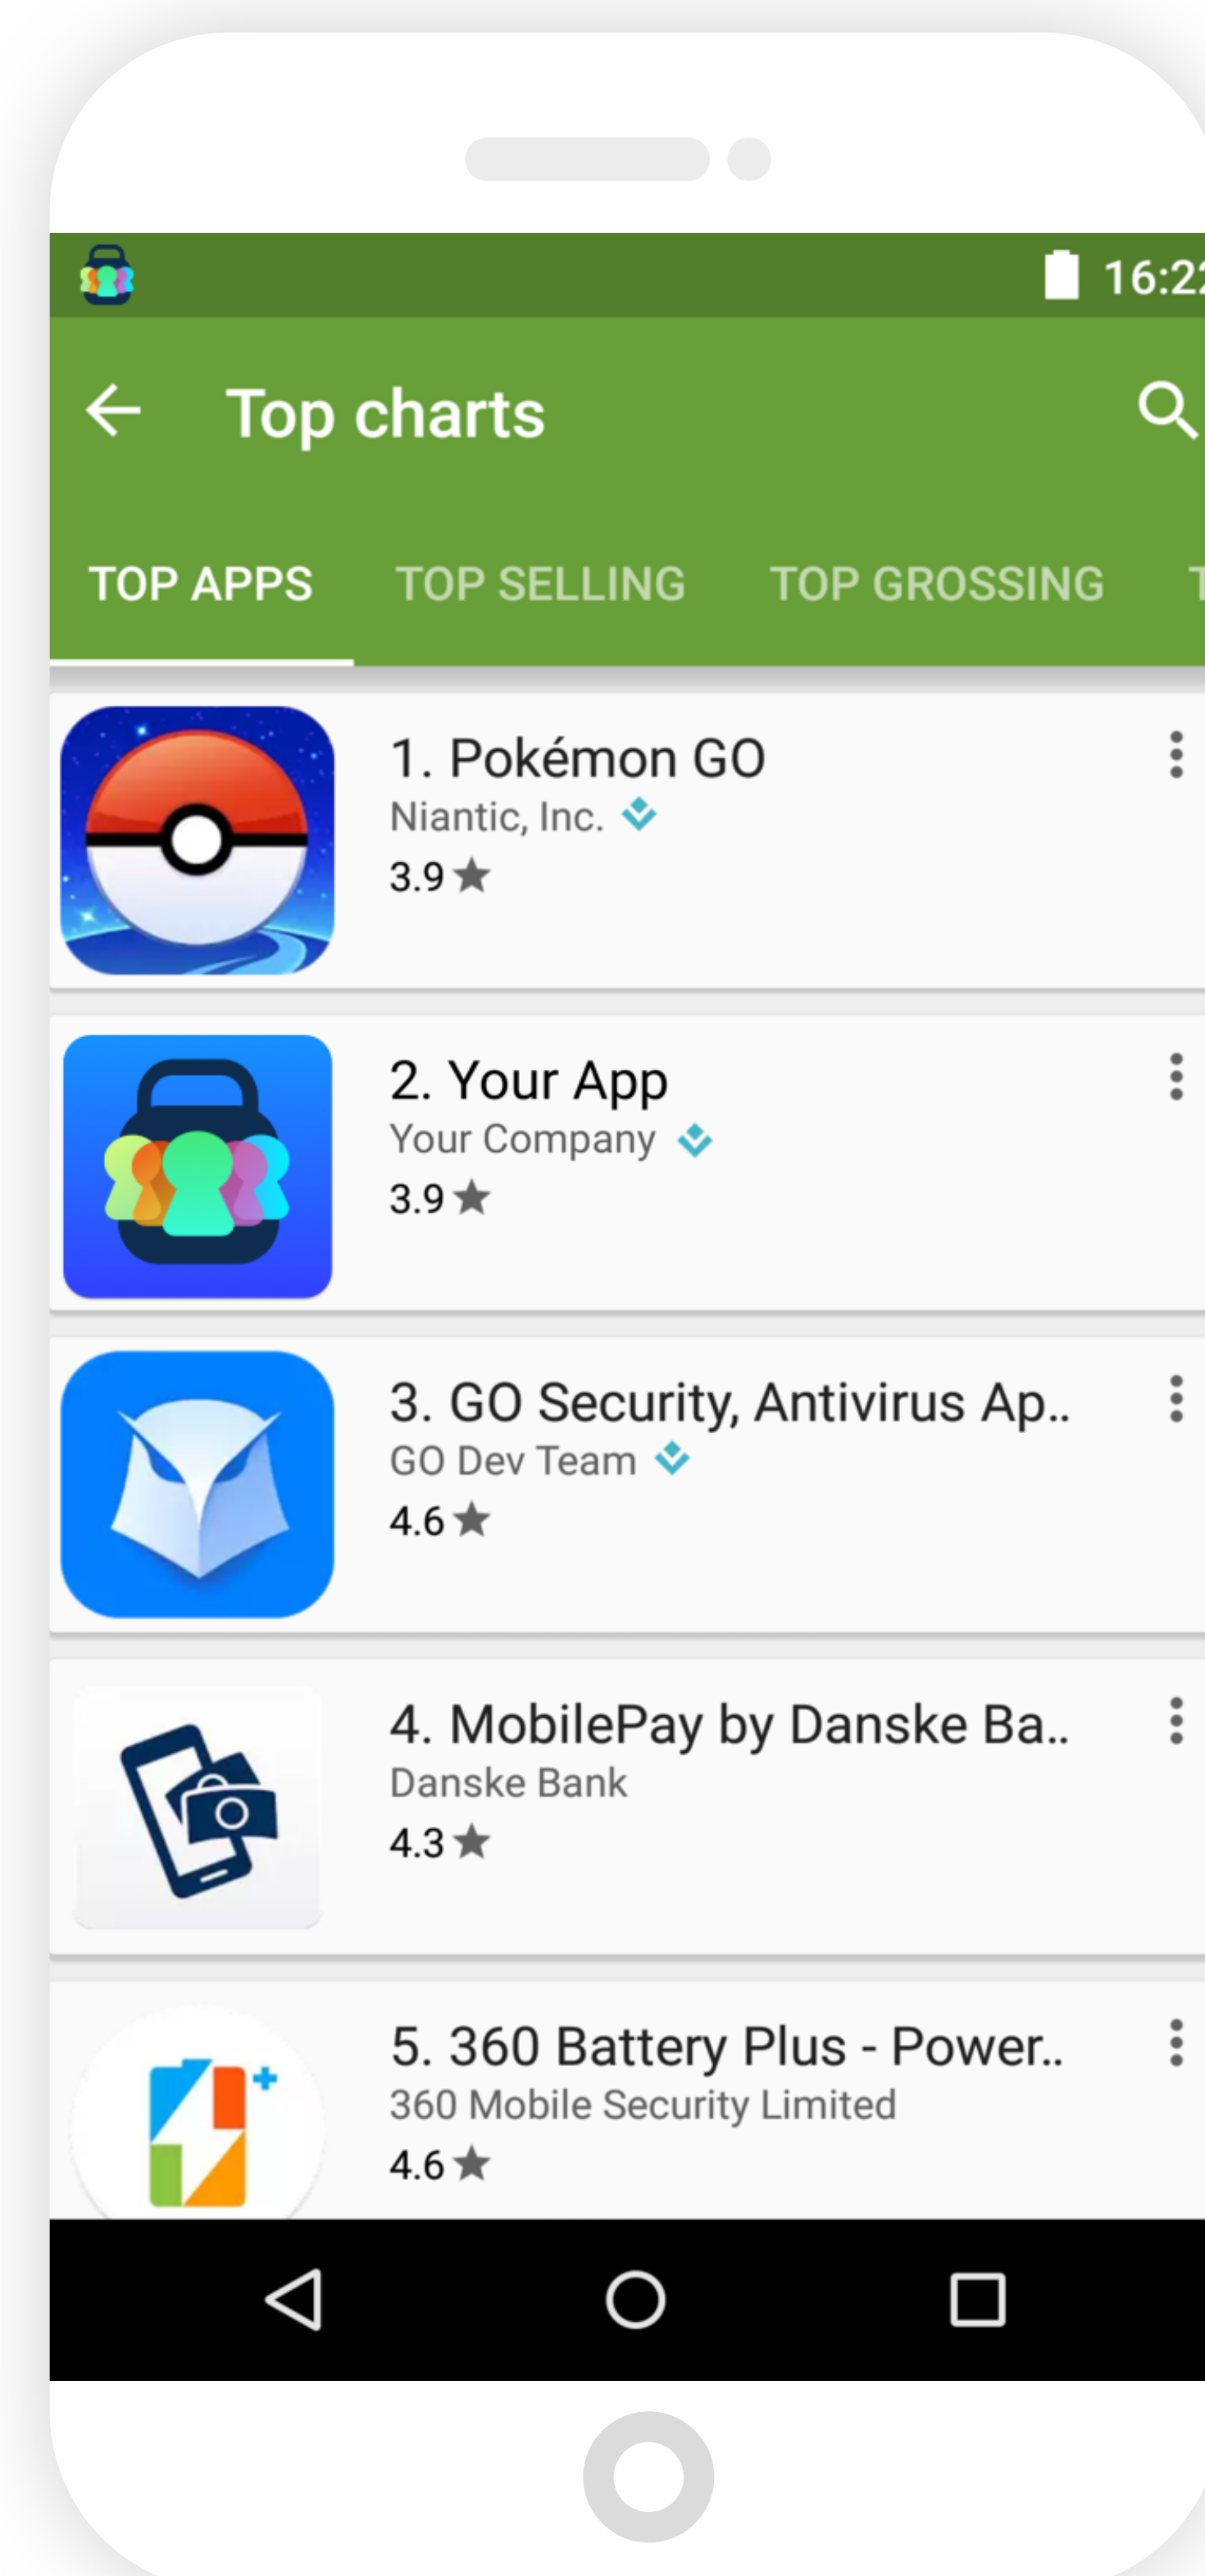 16:22
Top charts
TOP APPS TOP SELLING TOP GROSSING T
1. Pokémon GO
Niantic, Inc.
3.9
2. Your App
Your Company
3.9
3. GO Security, Antivirus Ap..
GO Dev Team
4.6
4. MobilePay by Danske Ba..
Danske Bank
4.3
5. 360 Battery Plus - Power..
360 Mobile Security Limited
4.6